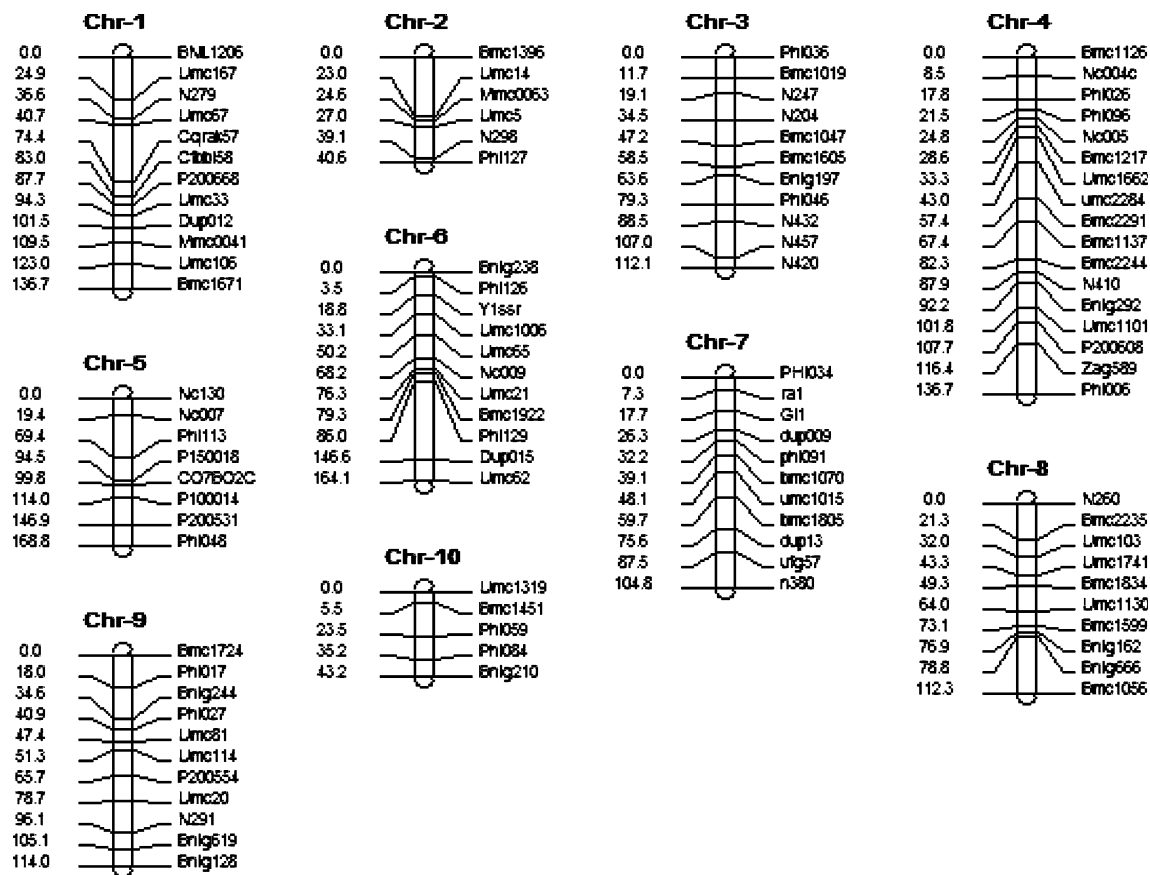 Chr-1
0.0 BNL1206
24.9 Umc167
36.6 N279
40.7 Umc67
74.4 Cqrak57
83.0 Ctbbl58
87.7 P200668
94.3 Umc33
101.5 Dup012
109.5 Mmc0041
123.0 Umc106
136.7 Bmc1671
Chr-2
0.0 Bmc1396
23.0 Umc14
24.6 Mmc0063
27.0 Umc5
39.1 N298
40.6 Phi127
Chr-3
0.0 Phi036
11.7 Bmc1019
19.1 N247
34.5 N204
47.2 Bmc1047
58.5 Bmc1605
63.6 Bnlg197
79.3 Phi046
88.5 N432
107.0 N457
112.1 N420
Chr-4
0.0 Bmc1126
8.5 Nc004c
17.8 Phi026
21.5 Phi096
24.8 Nc005
28.6 Bmc1217
33.3 Umc1662
43.0 umc2284
57.4 Bmc2291
67.4 Bmc1137
82.3 Bmc2244
87.9 N410
92.2 Bnlg292
101.8 Umc1101
107.7 P200608
116.4 Zag589
136.7 Phi006
Chr-5
0.0 Nc130
19.4 Nc007
69.4 Phi113
94.5 P150018
99.8 CO7BO2C
114.0 P100014
146.9 P200531
168.8 Phi048
Chr-6
0.0 Bnlg238
3.5 Phi126
18.8 Y1ssr
33.1 Umc1006
50.2 Umc65
68.2 Nc009
76.3 Umc21
79.3 Bmc1922
86.0 Phi129
146.6 Dup015
164.1 Umc62
Chr-7
0.0 PHI034
7.3 ra1
17.7 Gl1
26.3 dup009
32.2 phi091
39.1 bmc1070
48.1 umc1015
59.7 bmc1805
75.6 dup13
87.5 ufg57
104.8 n380
Chr-8
0.0 N260
21.3 Bmc2235
32.0 Umc103
43.3 Umc1741
49.3 Bmc1834
64.0 Umc1130
73.1 Bmc1599
76.9 Bnlg162
78.8 Bnlg666
112.3 Bmc1056
Chr-9
0.0 Bmc1724
18.0 Phi017
34.6 Bnlg244
40.9 Phi027
47.4 Umc81
51.3 Umc114
65.7 P200554
78.7 Umc20
96.1 N291
105.1 Bnlg619
114.0 Bnlg128
Chr-10
0.0 Umc1319
5.5 Bmc1451
23.5 Phi059
35.2 Phi084
43.2 Bnlg210